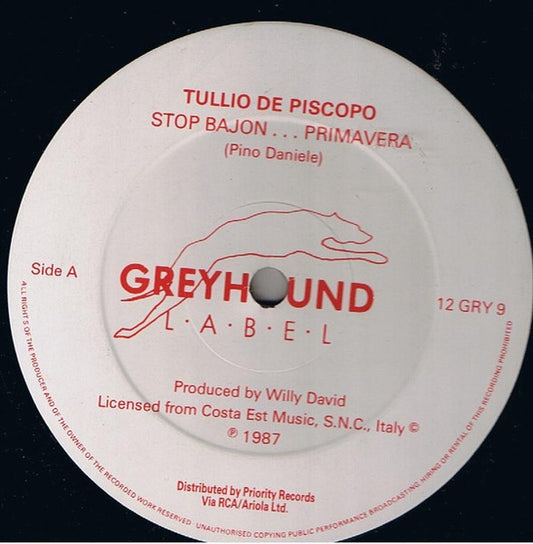 TULLIO DE PISCOPO
STOP BAJON . . . PRIMAVERA
(Pino Daniele)
Side A
GREYHOUND
L·A·B·E·L
12 GRY 9
Produced by Willy David
Licensed from Costa Est Music, S.N.C., Italy ©
℗ 1987
Distributed by Priority Records
Via RCA/Ariola Ltd.
ALL RIGHTS OF THE PRODUCER AND OF THE OWNER OF THE RECORDED WORK RESERVED · UNAUTHORISED COPYING PUBLIC PERFORMANCE BROADCASTING, HIRING OR RENTAL OF THIS RECORDING PROHIBITED